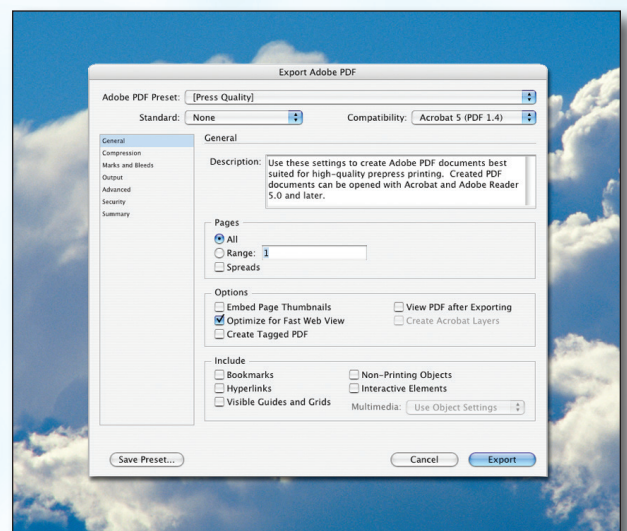 Export Adobe PDF
Adobe PDF Preset: [Press Quality]
Standard: None Compatibility: Acrobat 5 (PDF 1.4)
General
Compression
Marks and Bleeds
Output
Advanced
Security
Summary
General
Description: Use these settings to create Adobe PDF documents best
suited for high-quality prepress printing. Created PDF
documents can be opened with Acrobat and Adobe Reader
5.0 and later.
Pages
All
Range: 1
Spreads
Options
Embed Page Thumbnails View PDF after Exporting
Optimize for Fast Web View Create Acrobat Layers
Create Tagged PDF
Include
Bookmarks Non-Printing Objects
Hyperlinks Interactive Elements
Visible Guides and Grids Multimedia: Use Object Settings
Save Preset... Cancel Export